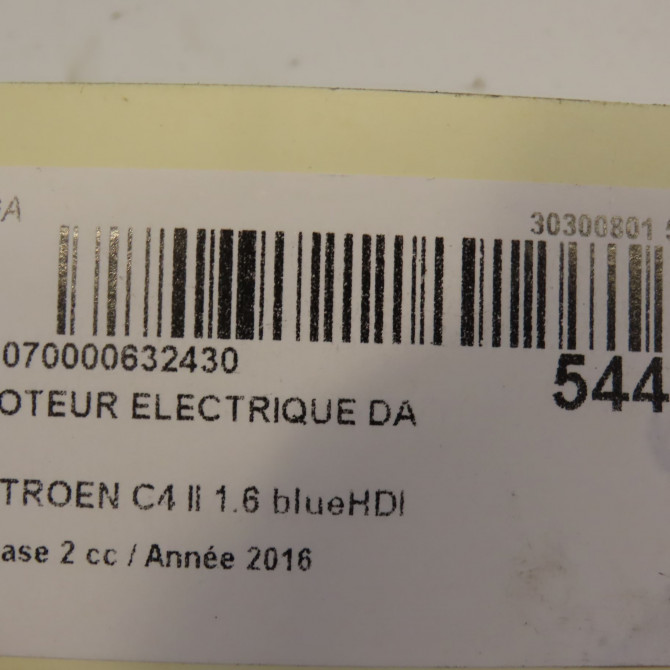 30300801
070000632430
544
OTEUR ELECTRIQUE DA
TROEN C4 II 1.6 blueHDI
ase 2 cc / Année 2016